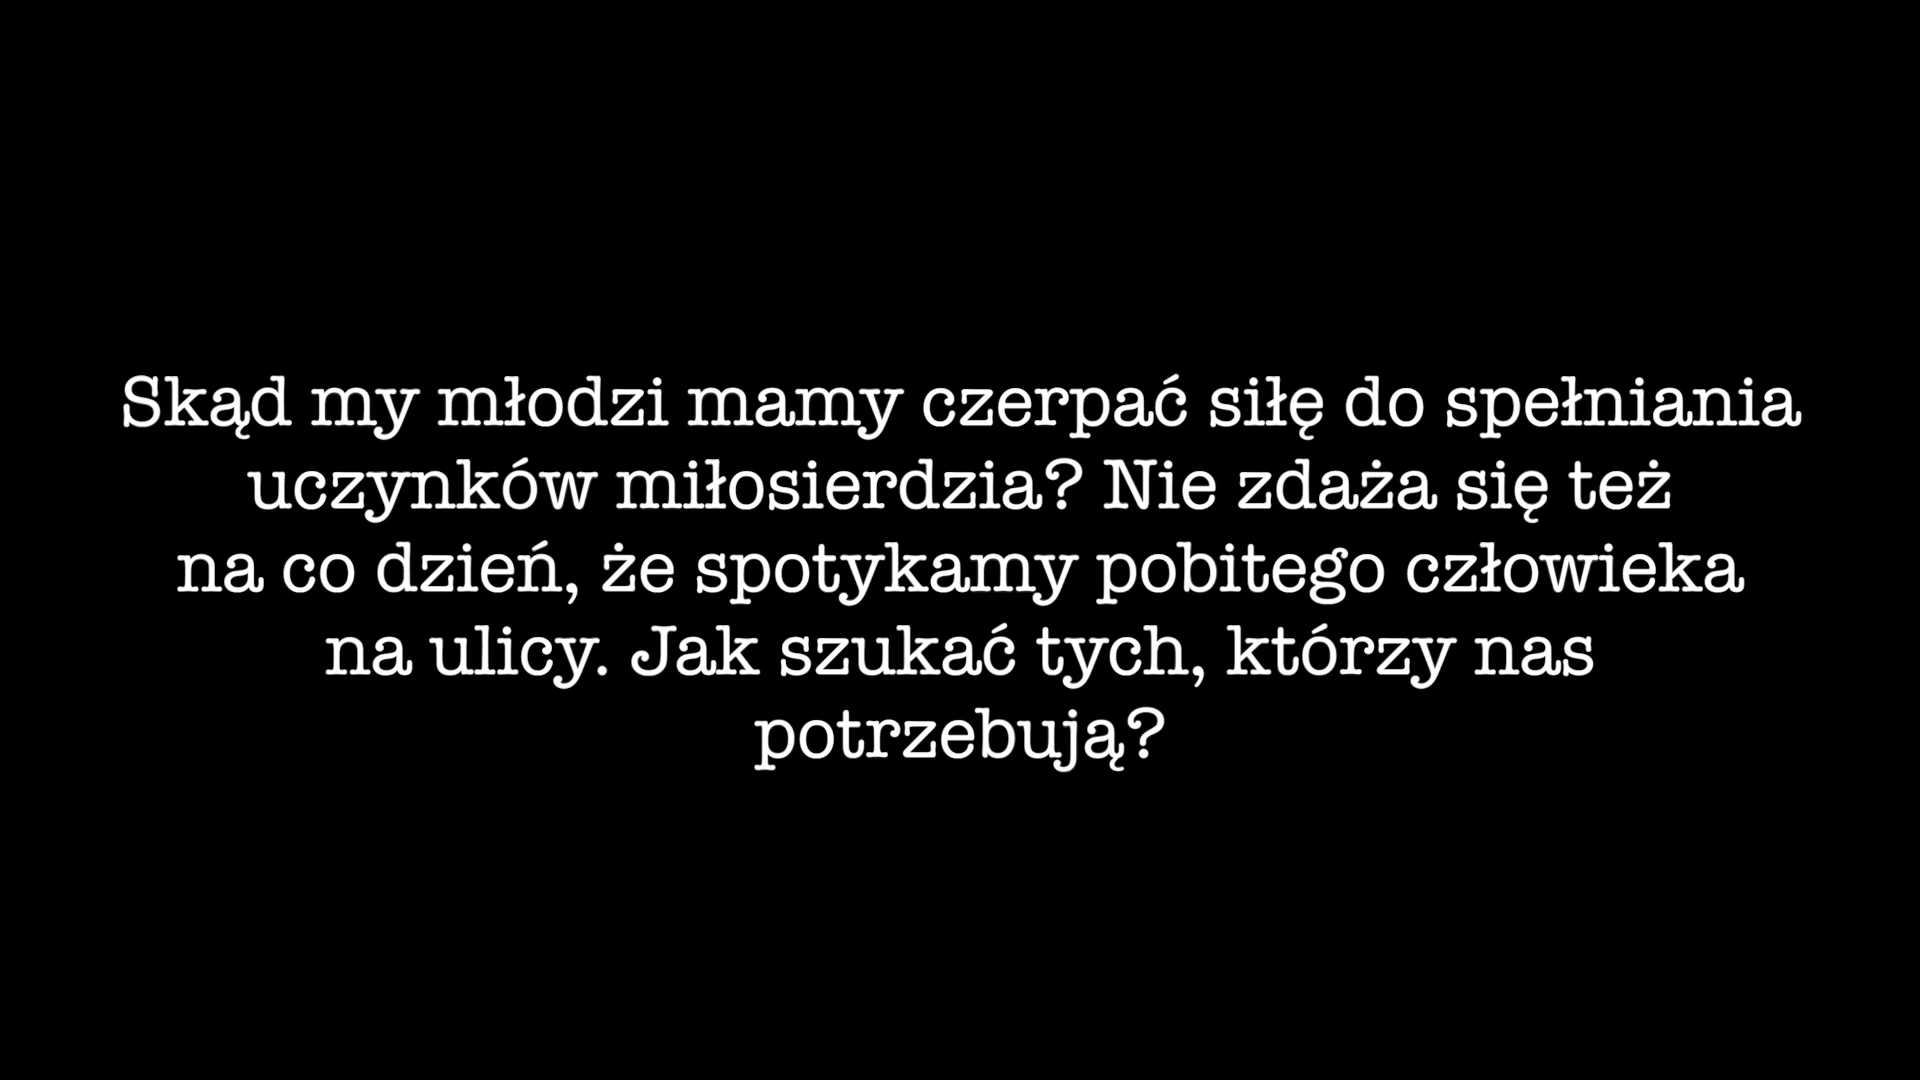 Skąd my młodzi mamy czerpać siłę do spełniania
uczynków miłosierdzia? Nie zdaża się też
na co dzień, że spotykamy pobitego człowieka
na ulicy. Jak szukać tych, którzy nas
potrzebują?